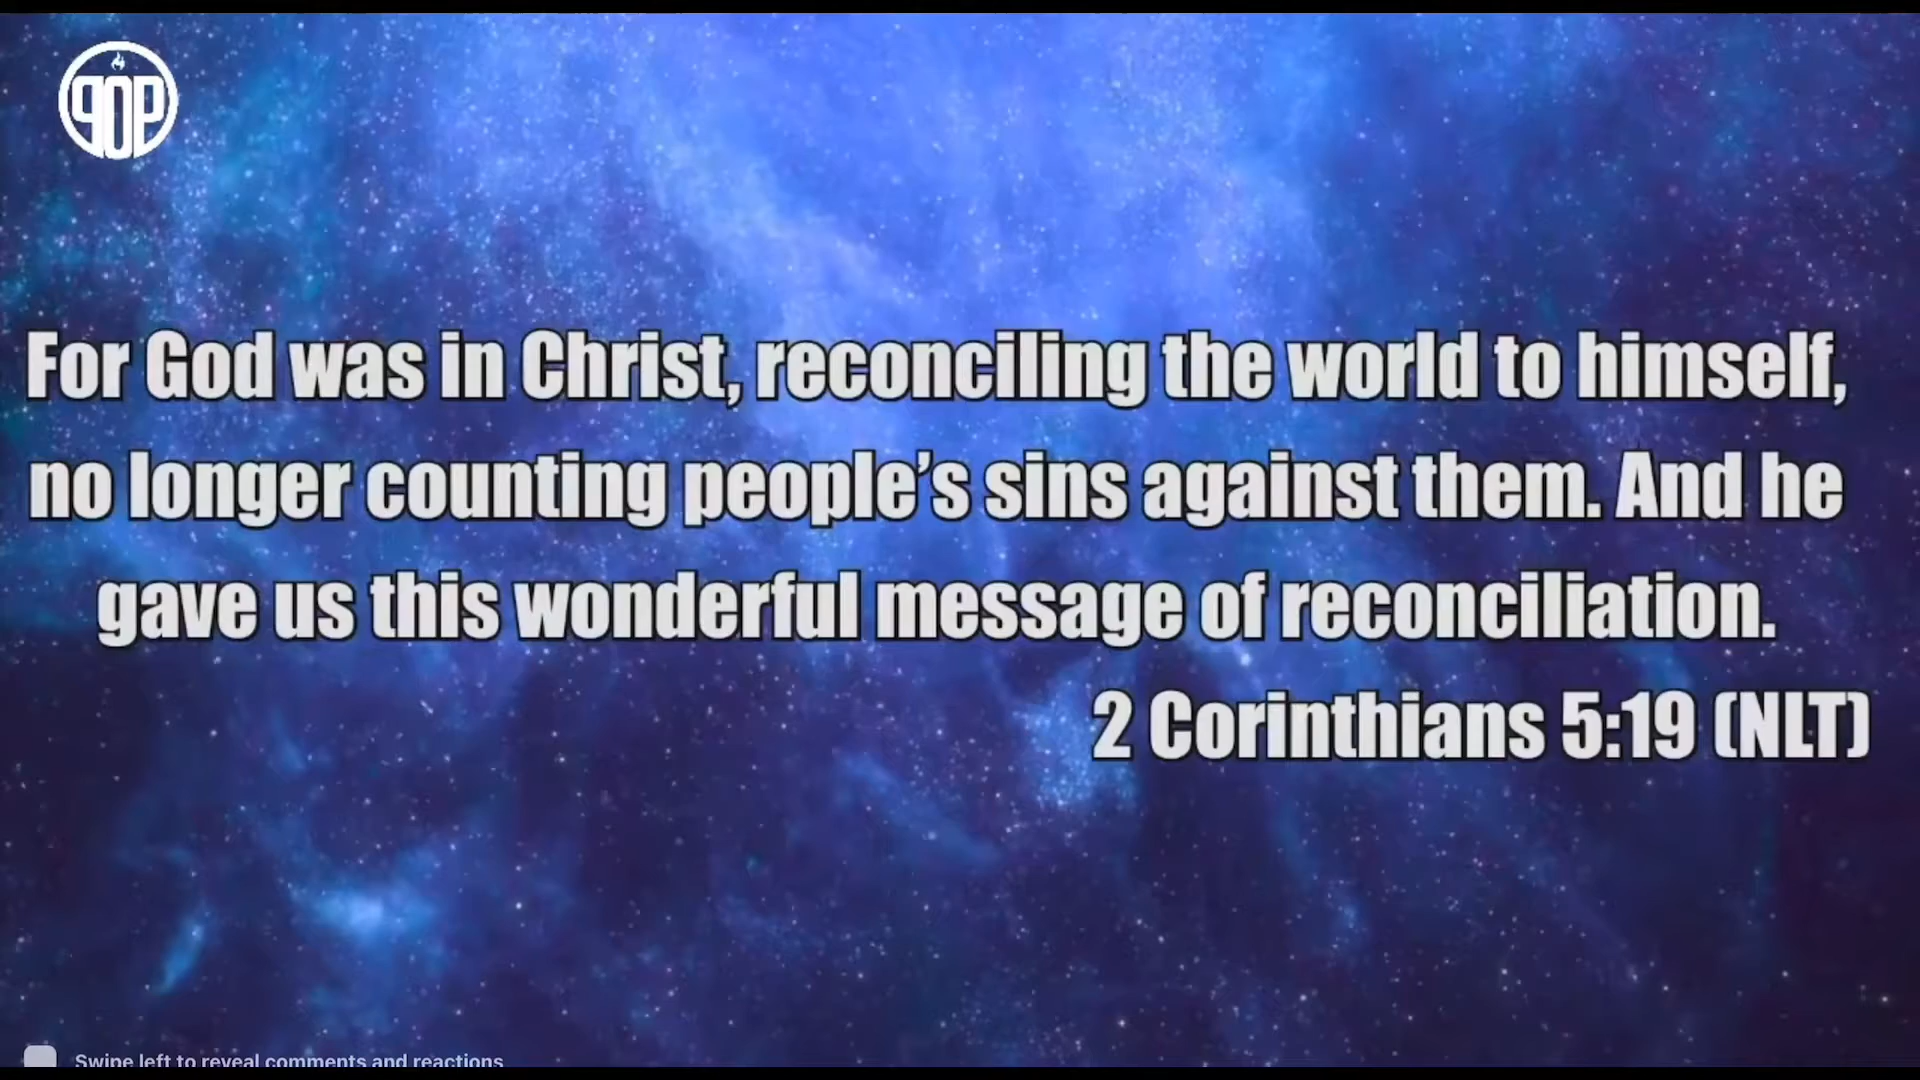 POP
For God was in Christ, reconciling the world to himself,
no longer counting people’s sins against them. And he
gave us this wonderful message of reconciliation.
2 Corinthians 5:19 (NLT)
Swipe left to reveal comments and reactions